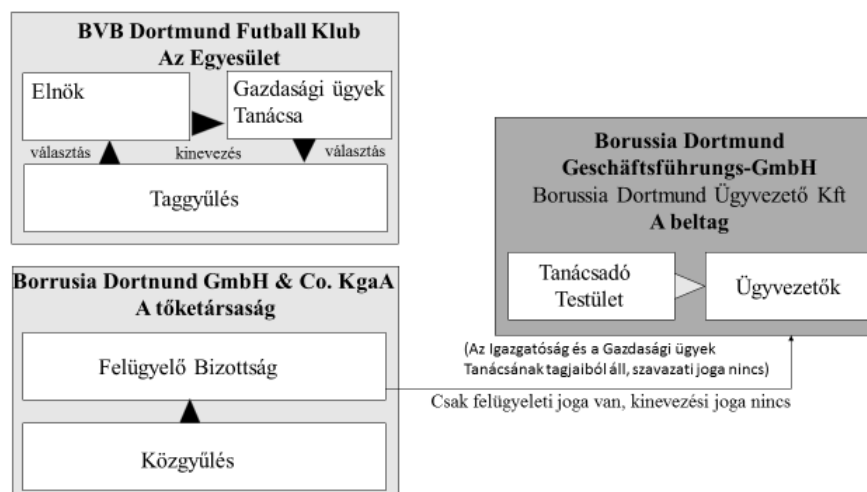 BVB Dortmund Futball Klub
Az Egyesület
Elnök
Gazdasági ügyek
Tanácsa
választás
kinevezés
választás
Taggyűlés
Borrusia Dortnund GmbH & Co. KgaA
A tőketársaság
Felügyelő Bizottság
Közgyűlés
Borussia Dortmund
Geschäftsführungs-GmbH
Borussia Dortmund Ügyvezető Kft
A beltag
Tanácsadó
Testület
Ügyvezetők
(Az Igazgatóság és a Gazdasági ügyek
Tanácsának tagjaiból áll, szavazati joga nincs)
Csak felügyeleti joga van, kinevezési joga nincs